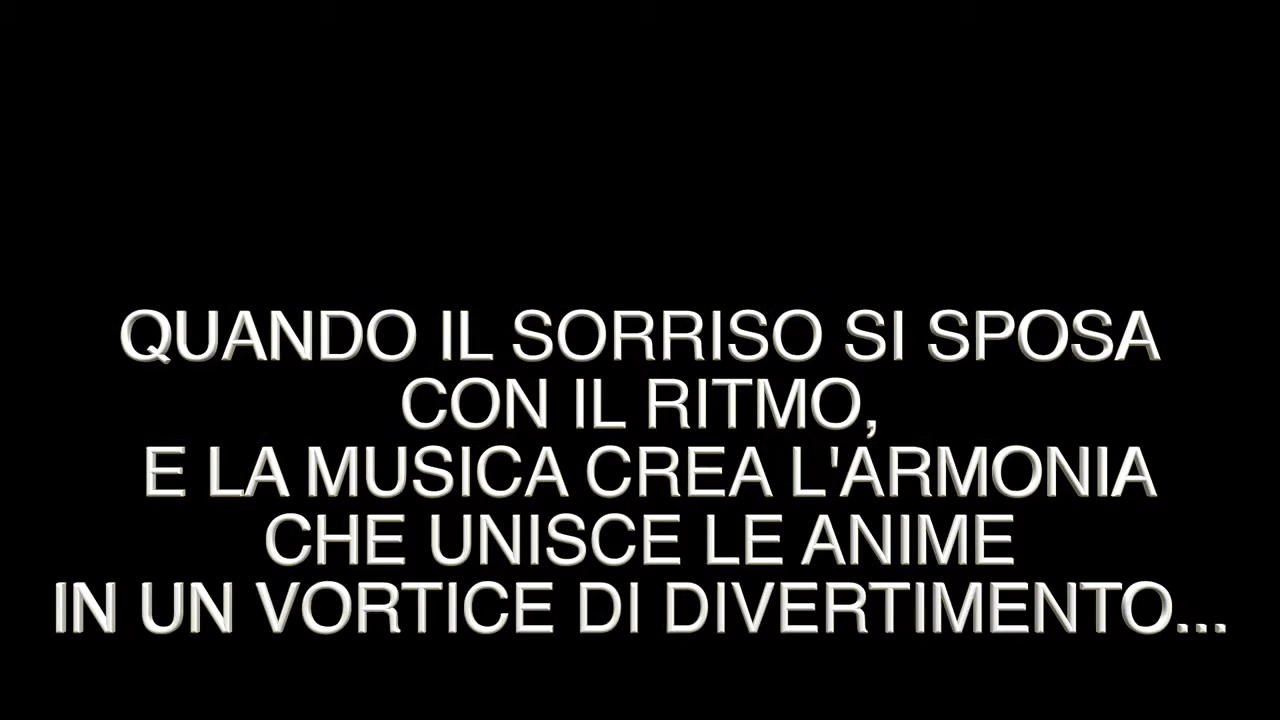 QUANDO IL SORRISO SI SPOSA
CON IL RITMO,
E LA MUSICA CREA L'ARMONIA
CHE UNISCE LE ANIME
IN UN VORTICE DI DIVERTIMENTO...